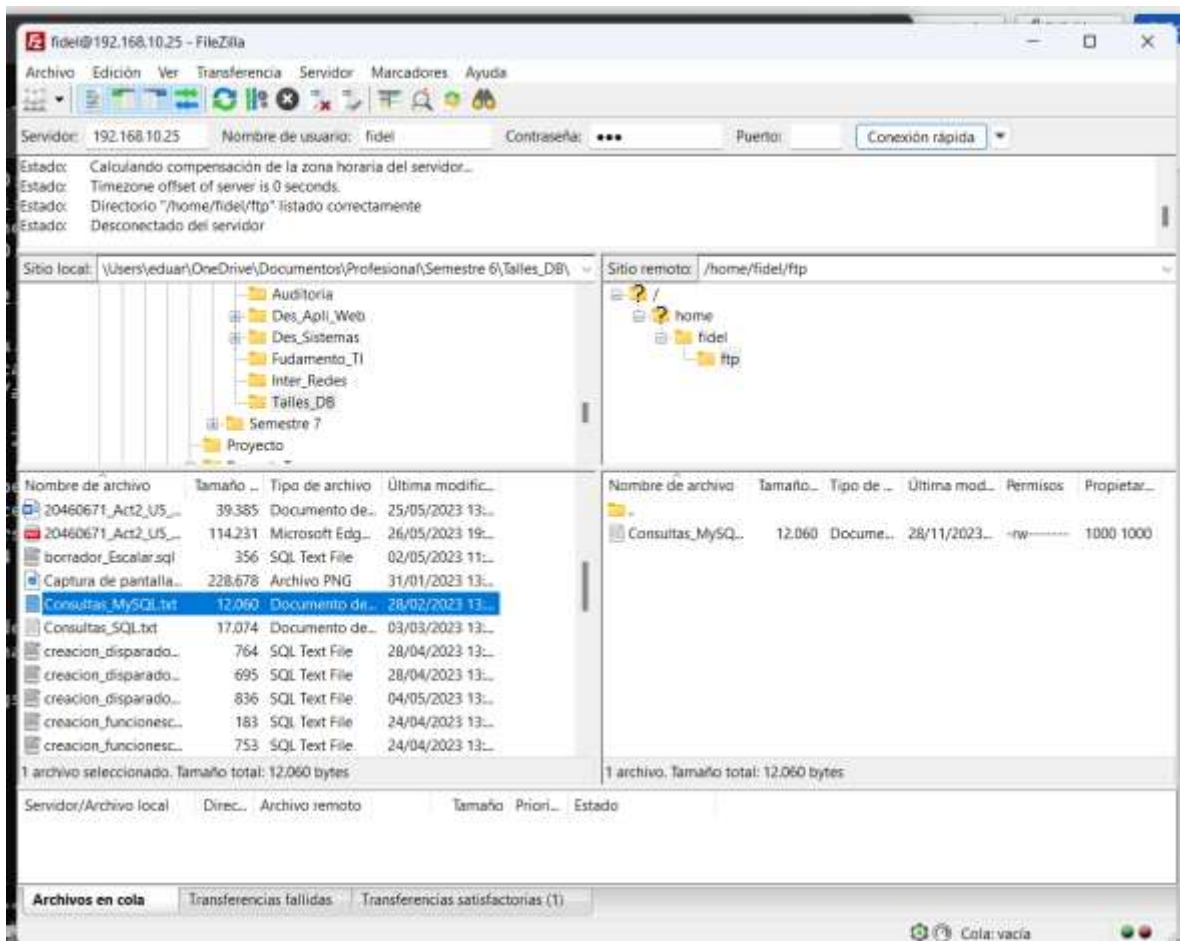 fidel@192.168.10.25 - FileZilla
Archivo Edición Ver Transferencia Servidor Marcadores Ayuda
Servidor: 192.168.10.25 Nombre de usuario: fidel Contraseña: ●●● Puerto: Conexión rápida
Estado: Calculando compensación de la zona horaria del servidor...
Estado: Timezone offset of server is 0 seconds.
Estado: Directorio "/home/fidel/ftp" listado correctamente
Estado: Desconectado del servidor
Sitio local: \Users\eduar\OneDrive\Documentos\Profesional\Semestre 6\Talles_DB\
Auditoria
Des_Apli_Web
Des_Sistemas
Fudamento_TI
Inter_Redes
Talles_DB
Semestre 7
Proyecto
Sitio remoto: /home/fidel/ftp
/
home
fidel
ftp
Nombre de archivo Tamaño ... Tipo de archivo Última modific...
20460671_Act2_U5_... 39.385 Documento de... 25/05/2023 13:...
20460671_Act2_U5_... 114.231 Microsoft Edg... 26/05/2023 19:...
borrador_Escalar.sql 356 SQL Text File 02/05/2023 11:...
Captura de pantalla... 228.678 Archivo PNG 31/01/2023 13:...
Consultas_MySQL.txt 12.060 Documento de... 28/02/2023 13:...
Consultas_SQL.txt 17.074 Documento de... 03/03/2023 13:...
creacion_disparado... 764 SQL Text File 28/04/2023 13:...
creacion_disparado... 695 SQL Text File 28/04/2023 13:...
creacion_disparado... 836 SQL Text File 04/05/2023 13:...
creacion_funcionesc... 183 SQL Text File 24/04/2023 13:...
creacion_funcionesc... 753 SQL Text File 24/04/2023 13:...
1 archivo seleccionado. Tamaño total: 12.060 bytes
Nombre de archivo Tamaño... Tipo de ... Última mod... Permisos Propietar...
..
Consultas_MySQ... 12.060 Docume... 28/11/2023... -rw------- 1000 1000
1 archivo. Tamaño total: 12.060 bytes
Servidor/Archivo local Direc... Archivo remoto Tamaño Priori... Estado
Archivos en cola Transferencias fallidas Transferencias satisfactorias (1)
Cola: vacía